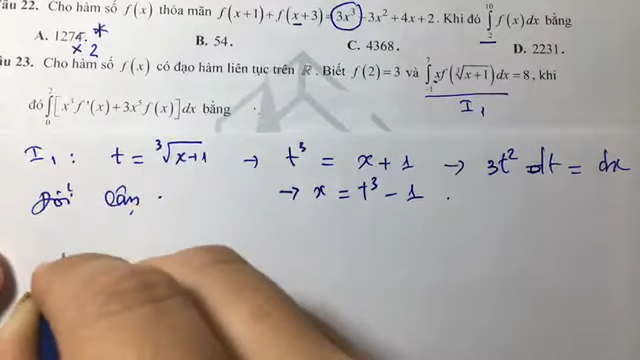 Câu 22. Cho hàm số f(x) thỏa mãn f(x+1)+f(x+3)=3x³-3x²+4x+2. Khi đó ∫₂¹⁰ f(x)dx bằng
A. 1274. *
B. 54.
C. 4368.
D. 2231.
x 2
Câu 23. Cho hàm số f(x) có đạo hàm liên tục trên ℝ. Biết f(2)=3 và ∫₋₁⁷ xf(∛(x+1))dx=8, khi
I₁
đó ∫₀² [x³f'(x)+3x⁵f(x)]dx bằng
I₁: t = ∛(x+1) → t³ = x+1 → 3t² dt = dx
Đổi cận. → x = t³ - 1.